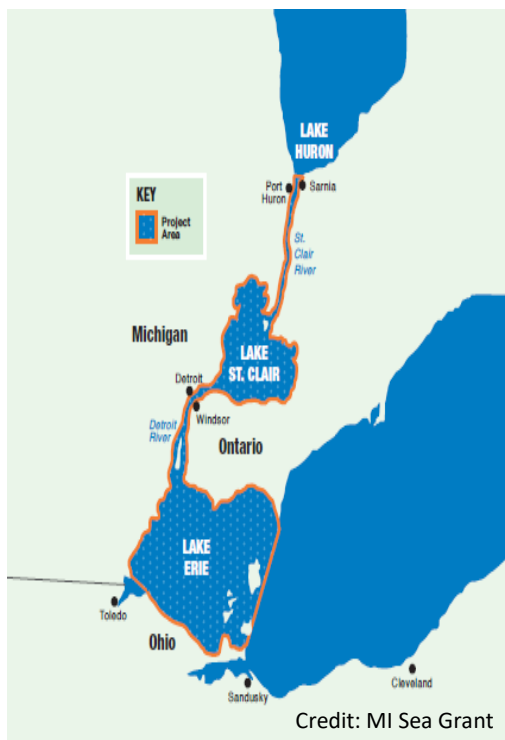 LAKE
HURON
Port
Huron
Sarnia
KEY
Project
Area
St.
Clair
River
Michigan
LAKE
ST. CLAIR
Detroit
Windsor
Detroit
River
Ontario
LAKE
ERIE
Toledo
Ohio
Sandusky
Cleveland
Credit: MI Sea Grant